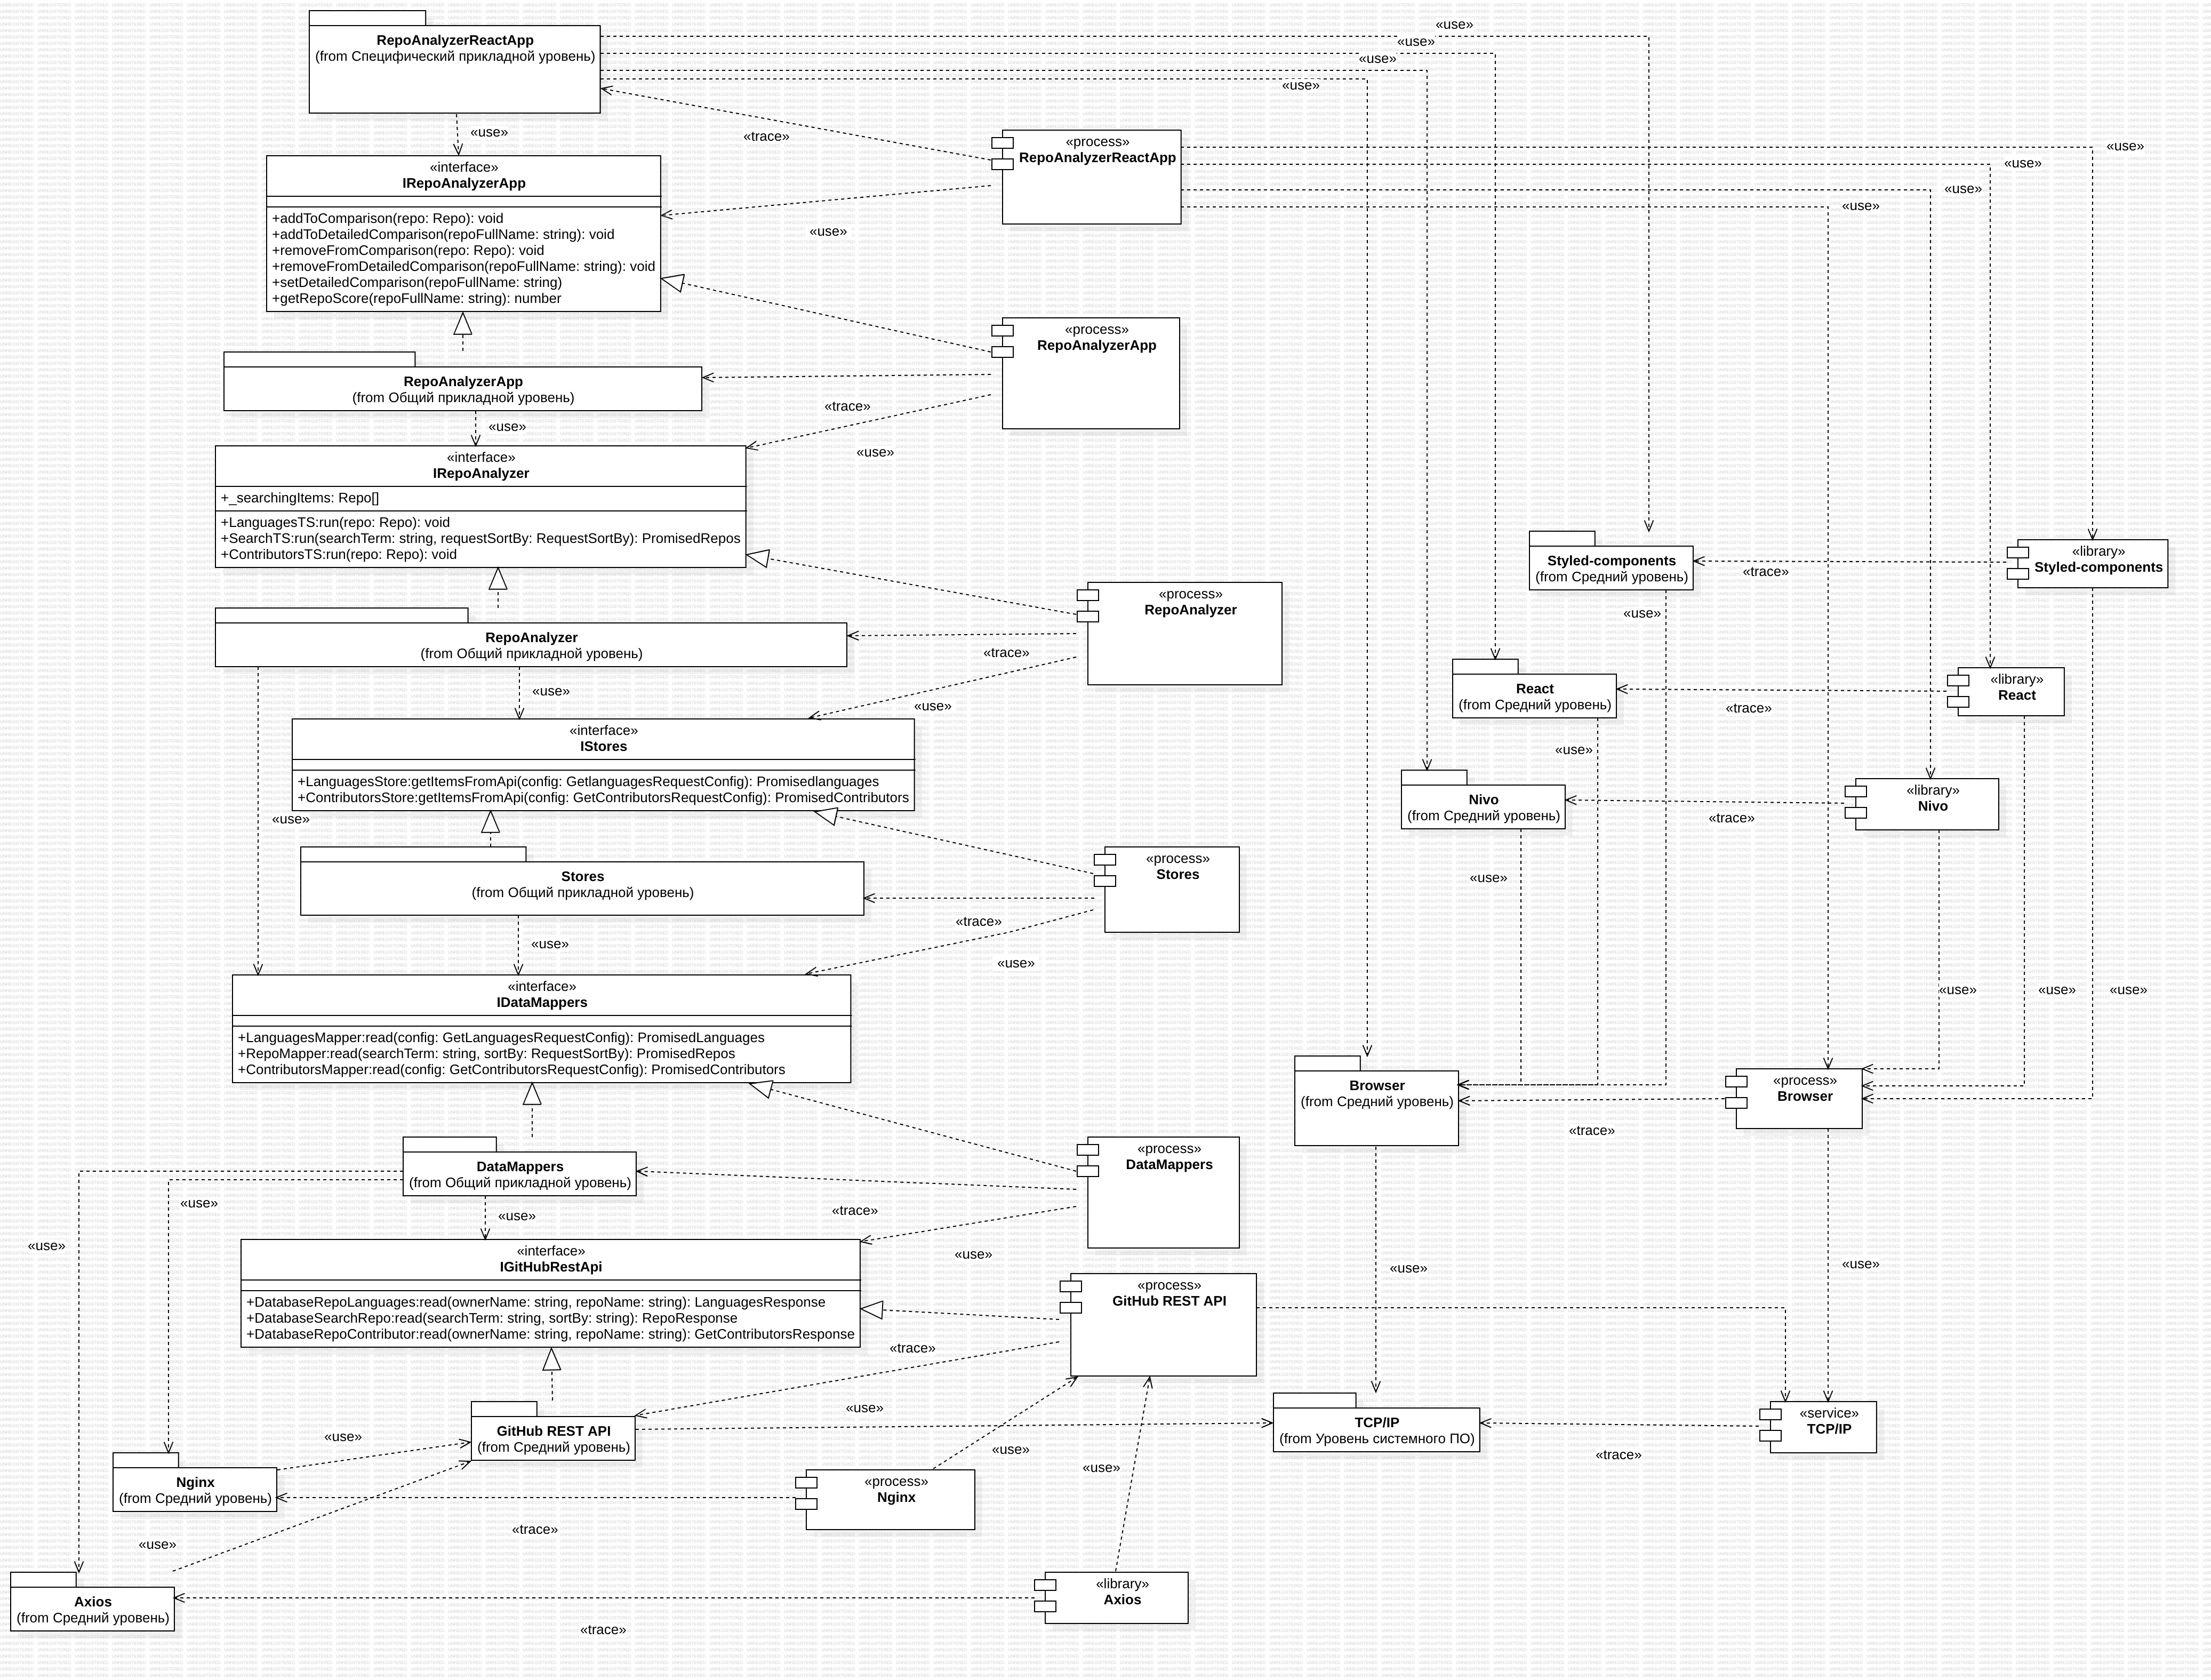 RepoAnalyzerReactApp
(from Специфический прикладной уровень)
«use»
«use»
«use»
«use»
«use»
«trace»
«process»
RepoAnalyzerReactApp
«use»
«use»
«use»
«use»
«interface»
IRepoAnalyzerApp
+addToComparison(repo: Repo): void
+addToDetailedComparison(repoFullName: string): void
+removeFromComparison(repo: Repo): void
+removeFromDetailedComparison(repoFullName: string): void
+setDetailedComparison(repoFullName: string)
+getRepoScore(repoFullName: string): number
«use»
«process»
RepoAnalyzerApp
RepoAnalyzerApp
(from Общий прикладной уровень)
«trace»
«use»
«use»
«interface»
IRepoAnalyzer
+_searchingItems: Repo[]
+LanguagesTS:run(repo: Repo): void
+SearchTS:run(searchTerm: string, requestSortBy: RequestSortBy): PromisedRepos
+ContributorsTS:run(repo: Repo): void
Styled-components
(from Средний уровень)
«trace»
«library»
Styled-components
«use»
«process»
RepoAnalyzer
RepoAnalyzer
(from Общий прикладной уровень)
«trace»
«use»
«use»
React
(from Средний уровень)
«trace»
«library»
React
«use»
«interface»
IStores
+LanguagesStore:getItemsFromApi(config: GetlanguagesRequestConfig): Promisedlanguages
+ContributorsStore:getItemsFromApi(config: GetContributorsRequestConfig): PromisedContributors
«use»
Nivo
(from Средний уровень)
«trace»
«library»
Nivo
«use»
«process»
Stores
Stores
(from Общий прикладной уровень)
«trace»
«use»
«use»
«use»
«use»
«use»
«interface»
IDataMappers
+LanguagesMapper:read(config: GetLanguagesRequestConfig): PromisedLanguages
+RepoMapper:read(searchTerm: string, sortBy: RequestSortBy): PromisedRepos
+ContributorsMapper:read(config: GetContributorsRequestConfig): PromisedContributors
Browser
(from Средний уровень)
«trace»
«process»
Browser
DataMappers
(from Общий прикладной уровень)
«process»
DataMappers
«use»
«use»
«use»
«trace»
«use»
«use»
«use»
«interface»
IGitHubRestApi
+DatabaseRepoLanguages:read(ownerName: string, repoName: string): LanguagesResponse
+DatabaseSearchRepo:read(searchTerm: string, sortBy: string): RepoResponse
+DatabaseRepoContributor:read(ownerName: string, repoName: string): GetContributorsResponse
«process»
GitHub REST API
«trace»
«use»
GitHub REST API
(from Средний уровень)
TCP/IP
(from Уровень системного ПО)
«trace»
«service»
TCP/IP
«use»
«use»
«use»
Nginx
(from Средний уровень)
«process»
Nginx
«trace»
«use»
Axios
(from Средний уровень)
«library»
Axios
«trace»